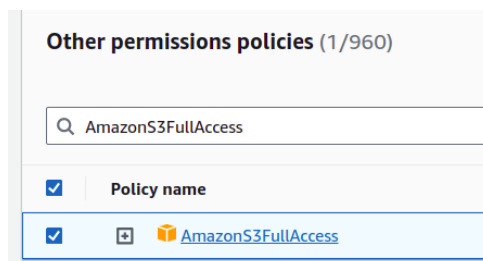 Other permissions policies (1/960)
AmazonS3FullAccess
Policy name
AmazonS3FullAccess